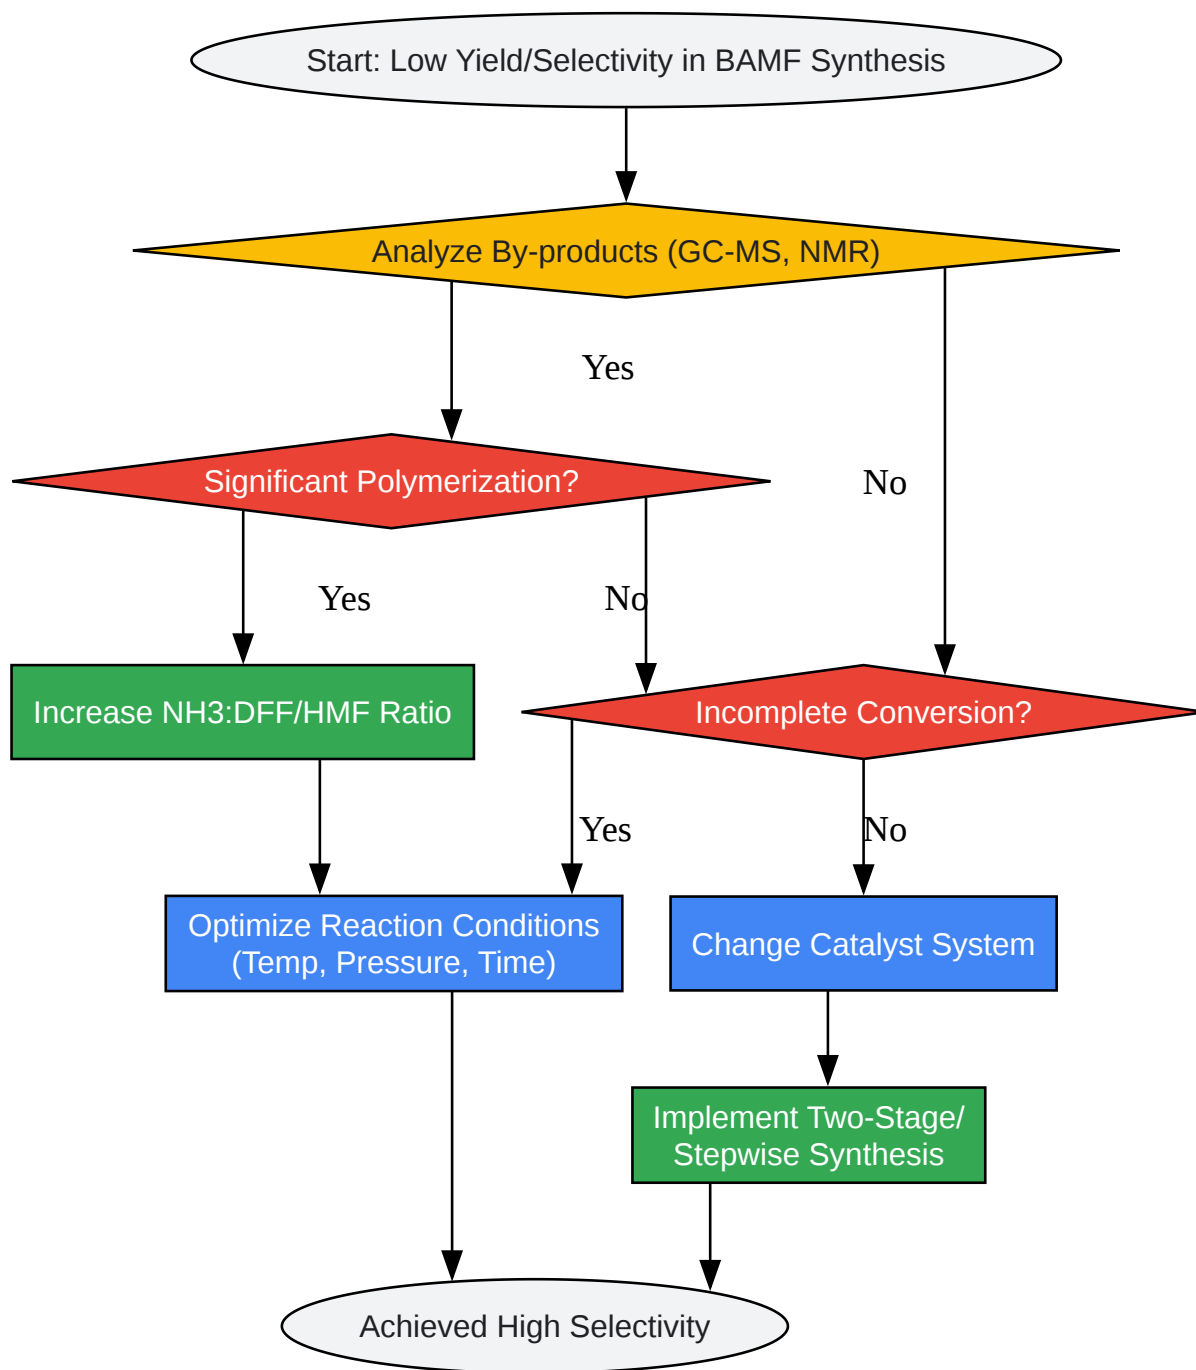 Start: Low Yield/Selectivity in BAMF Synthesis
Analyze By-products (GC-MS, NMR)
Yes
Significant Polymerization?
No
Yes
No
Increase NH3:DFF/HMF Ratio
Incomplete Conversion?
Yes
No
Optimize Reaction Conditions
(Temp, Pressure, Time)
Change Catalyst System
Implement Two-Stage/
Stepwise Synthesis
Achieved High Selectivity